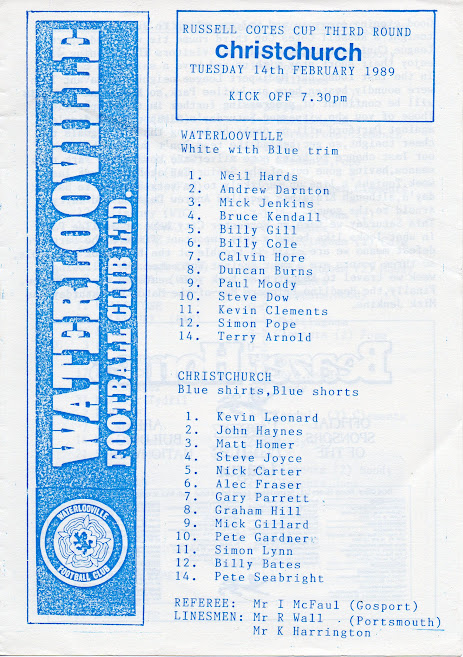 RUSSELL COTES CUP THIRD ROUND
christchurch
TUESDAY 14th FEBRUARY 1989
KICK OFF 7.30pm
WATERLOOVILLE
FOOTBALL CLUB LTD.
WATERLOOVILLE
FOOTBALL CLUB
WATERLOOVILLE
White with Blue trim
1. Neil Hards
2. Andrew Darnton
3. Mick Jenkins
4. Bruce Kendall
5. Billy Gill
6. Billy Cole
7. Calvin Hore
8. Duncan Burns
9. Paul Moody
10. Steve Dow
11. Kevin Clements
12. Simon Pope
14. Terry Arnold
CHRISTCHURCH
Blue shirts,Blue shorts
1. Kevin Leonard
2. John Haynes
3. Matt Homer
4. Steve Joyce
5. Nick Carter
6. Alec Fraser
7. Gary Parrett
8. Graham Hill
9. Mick Gillard
10. Pete Gardner
11. Simon Lynn
12. Billy Bates
14. Pete Seabright
REFEREE: Mr I McFaul (Gosport)
LINESMEN: Mr R Wall (Portsmouth)
Mr K Harrington